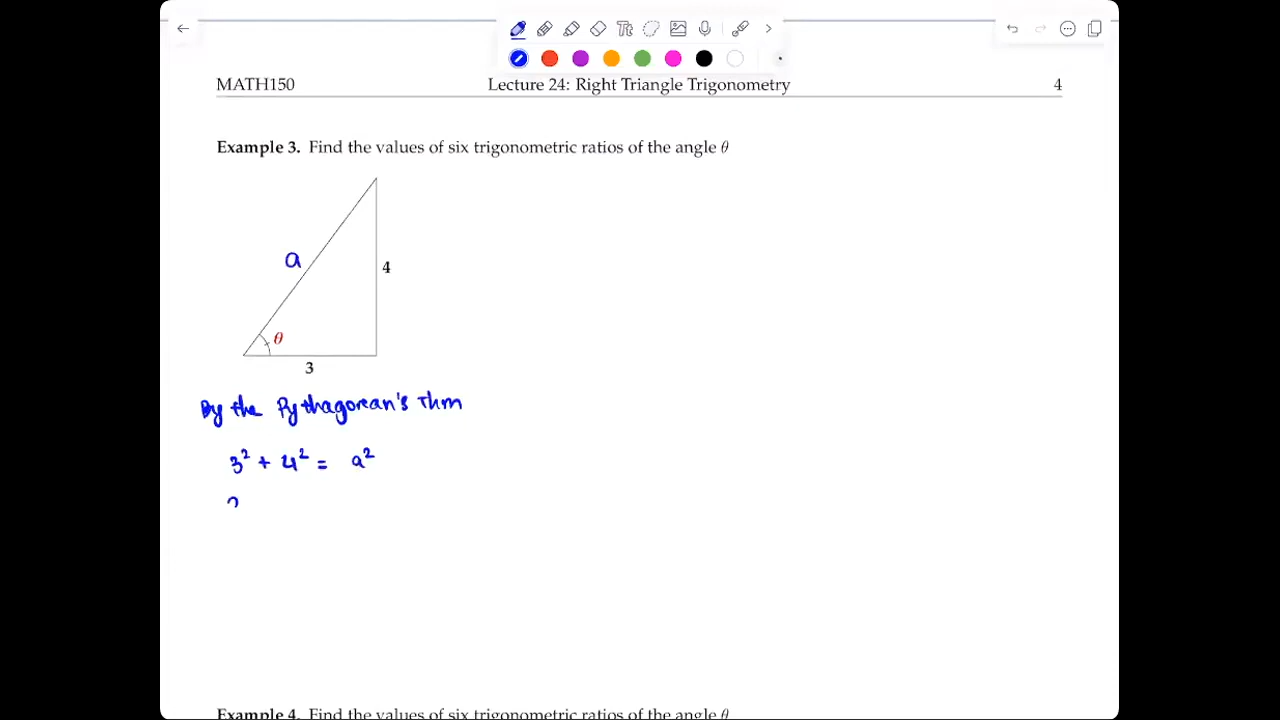 MATH150 Lecture 24: Right Triangle Trigonometry 4
Example 3. Find the values of six trigonometric ratios of the angle θ
a
4
θ
3
By the Pythagorean's Thm
3² + 4² = a²
Example 4. Find the values of six trigonometric ratios of the angle θ